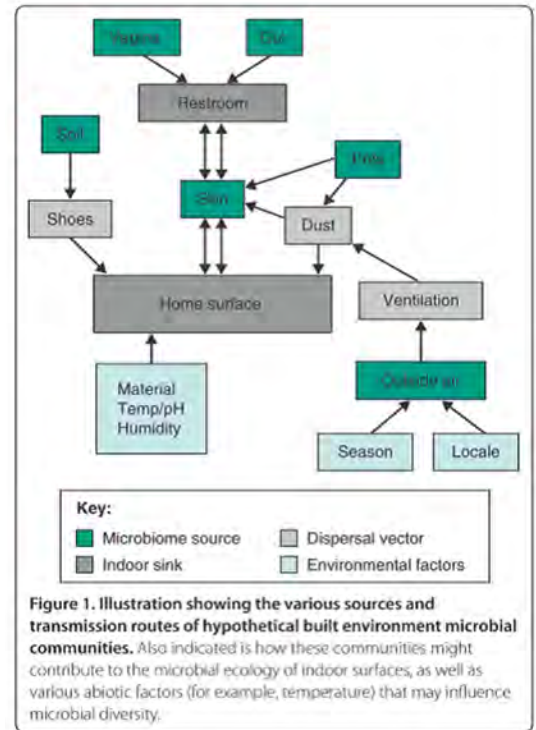 Vagina
Gut
Restroom
Soil
Pets
Skin
Shoes
Dust
Home surface
Ventilation
Material
Temp/pH
Humidity
Outside air
Season
Locale
Key:
Microbiome source
Dispersal vector
Indoor sink
Environmental factors
Figure 1. Illustration showing the various sources and
transmission routes of hypothetical built environment microbial
communities. Also indicated is how these communities might
contribute to the microbial ecology of indoor surfaces, as well as
various abiotic factors (for example, temperature) that may influence
microbial diversity.